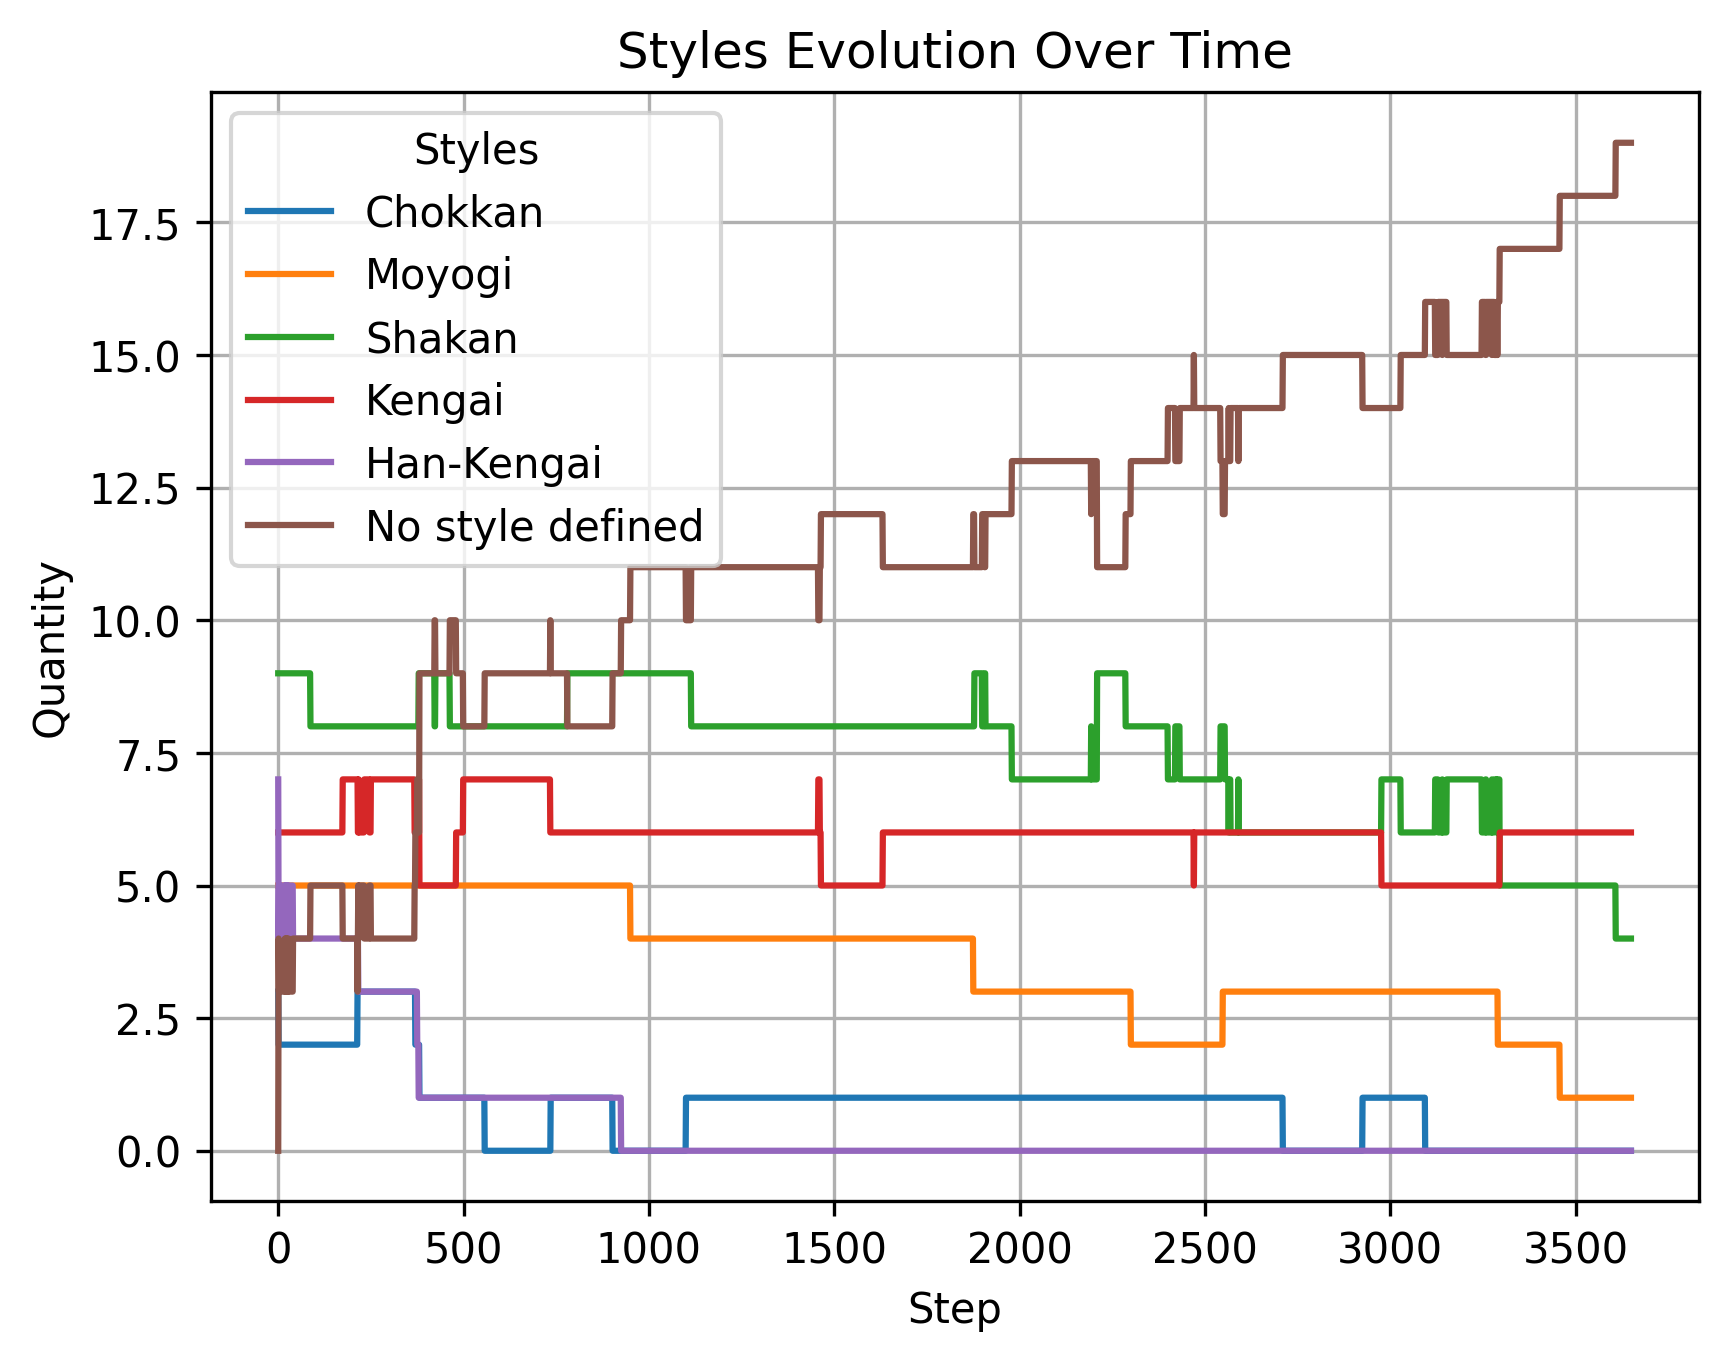 Styles Evolution Over Time
Styles
Chokkan
Moyogi
Shakan
Kengai
Han-Kengai
No style defined
Quantity
17.5
15.0
12.5
10.0
7.5
5.0
2.5
0.0
0 500 1000 1500 2000 2500 3000 3500
Step